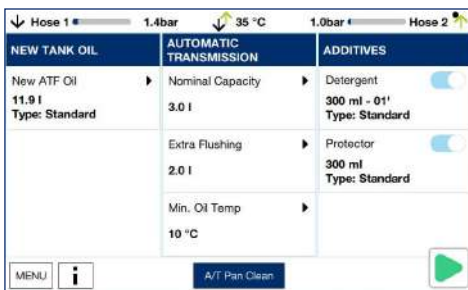 Hose 1 1.4bar 35 °C 1.0bar Hose 2
NEW TANK OIL
New ATF Oil
11.9 l
Type: Standard
AUTOMATIC
TRANSMISSION
Nominal Capacity
3.0 l
Extra Flushing
2.0 l
Min. Oil Temp
10 °C
ADDITIVES
Detergent
300 ml - 01'
Type: Standard
Protector
300 ml
Type: Standard
MENU i A/T Pan Clean